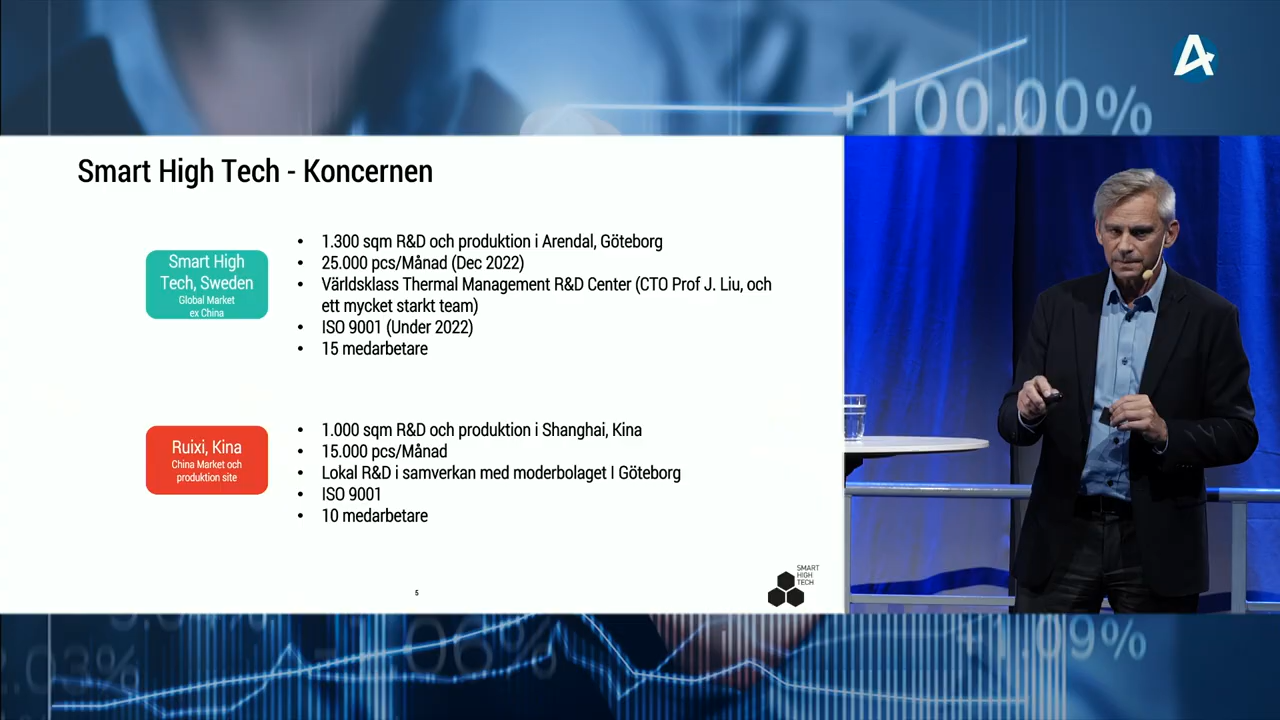 +100.00%
Smart High Tech - Koncernen
Smart High
Tech, Sweden
Global Market
ex China
• 1.300 sqm R&D och produktion i Arendal, Göteborg
• 25.000 pcs/Månad (Dec 2022)
• Världsklass Thermal Management R&D Center (CTO Prof J. Liu, och
ett mycket starkt team)
• ISO 9001 (Under 2022)
• 15 medarbetare
Ruixi, Kina
China Market och
produktion site
• 1.000 sqm R&D och produktion i Shanghai, Kina
• 15.000 pcs/Månad
• Lokal R&D i samverkan med moderbolaget I Göteborg
• ISO 9001
• 10 medarbetare
SMART
HIGH
TECH
5